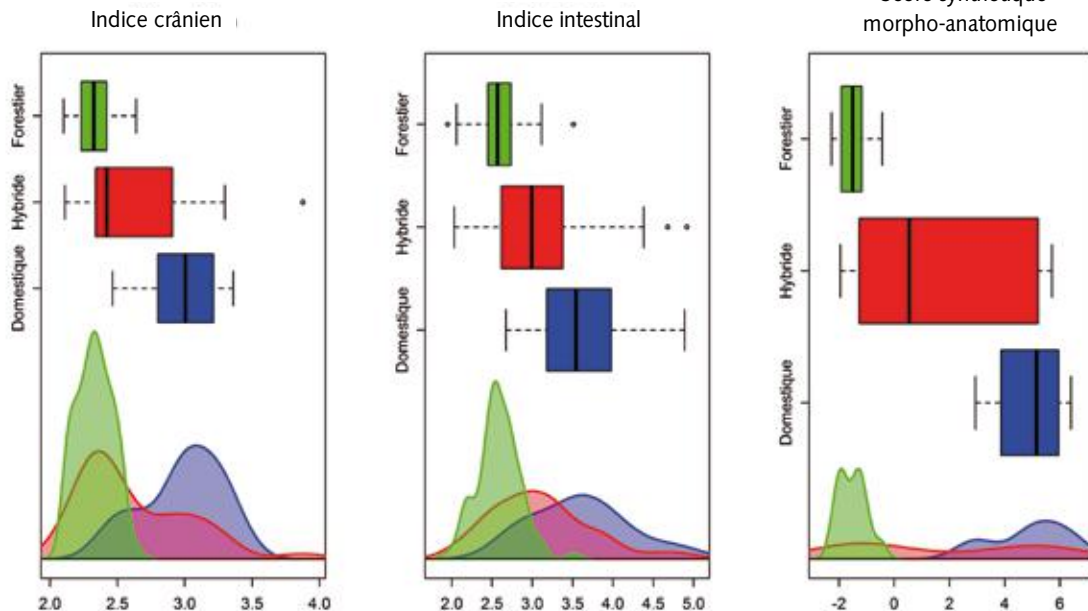 Indice crânien
Forestier
Hybride
Domestique
2.0 2.5 3.0 3.5 4.0
Indice intestinal
Forestier
Hybride
Domestique
2.0 2.5 3.0 3.5 4.0 4.5 5.0
morpho-anatomique
Forestier
Hybride
Domestique
-2 0 2 4 6